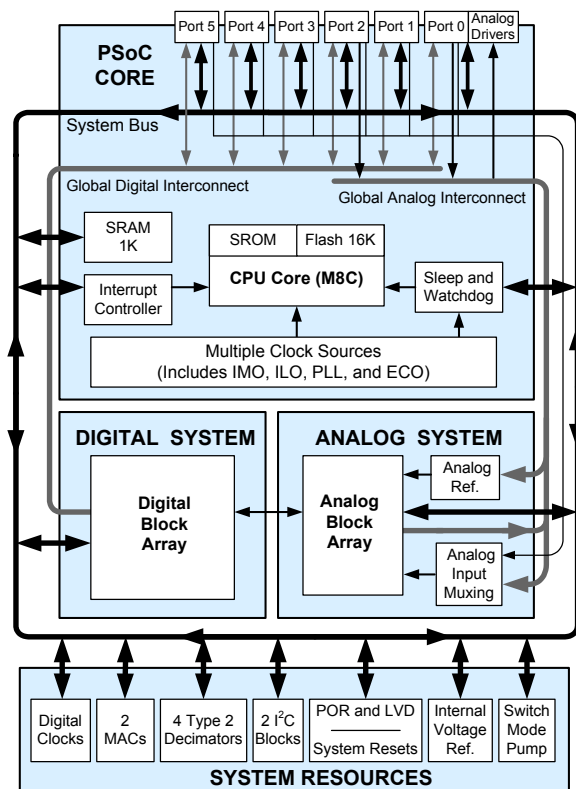 Port 5 Port 4 Port 3 Port 2 Port 1 Port 0 Analog
Drivers
PSoC
CORE
System Bus
Global Digital Interconnect
Global Analog Interconnect
SRAM
1K
SROM Flash 16K
CPU Core (M8C)
Interrupt
Controller
Sleep and
Watchdog
Multiple Clock Sources
(Includes IMO, ILO, PLL, and ECO)
DIGITAL SYSTEM
Digital
Block
Array
ANALOG SYSTEM
Analog
Block
Array
Analog
Ref.
Analog
Input
Muxing
Digital
Clocks
2
MACs
4 Type 2
Decimators
2 I²C
Blocks
POR and LVD
System Resets
Internal
Voltage
Ref.
Switch
Mode
Pump
SYSTEM RESOURCES